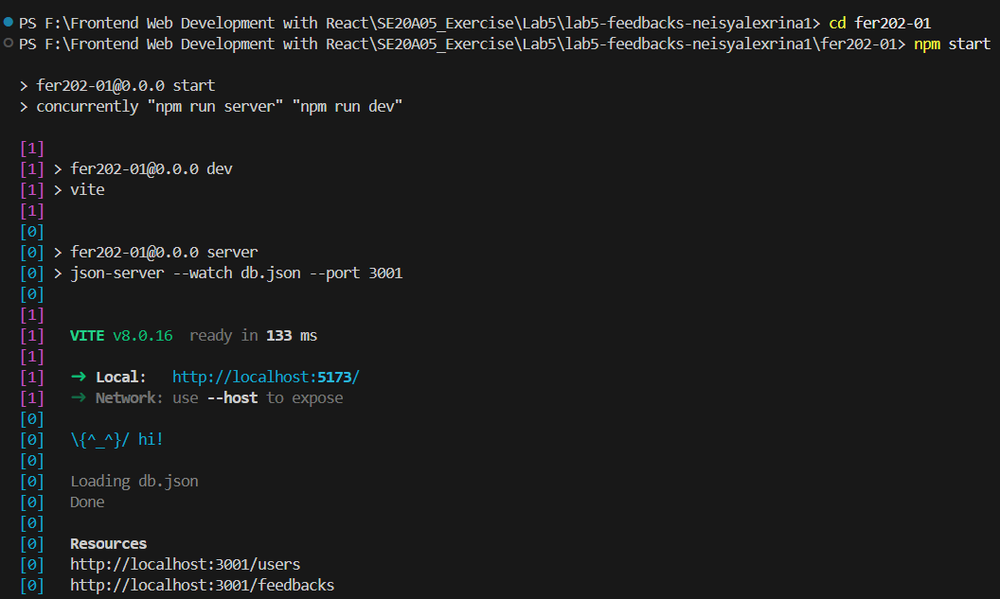 PS F:\Frontend Web Development with React\SE20A05_Exercise\Lab5\lab5-feedbacks-neisyalexrina1> cd fer202-01
PS F:\Frontend Web Development with React\SE20A05_Exercise\Lab5\lab5-feedbacks-neisyalexrina1\fer202-01> npm start
> fer202-01@0.0.0 start
> concurrently "npm run server" "npm run dev"
[1]
[1] > fer202-01@0.0.0 dev
[1] > vite
[1]
[0]
[0] > fer202-01@0.0.0 server
[0] > json-server --watch db.json --port 3001
[0]
[1]
[1]   VITE v8.0.16  ready in 133 ms
[1]
[1]   ➜ Local:   http://localhost:5173/
[1]   ➜ Network: use --host to expose
[0]
[0]   \{^_^}/ hi!
[0]
[0]   Loading db.json
[0]   Done
[0]
[0]   Resources
[0]   http://localhost:3001/users
[0]   http://localhost:3001/feedbacks